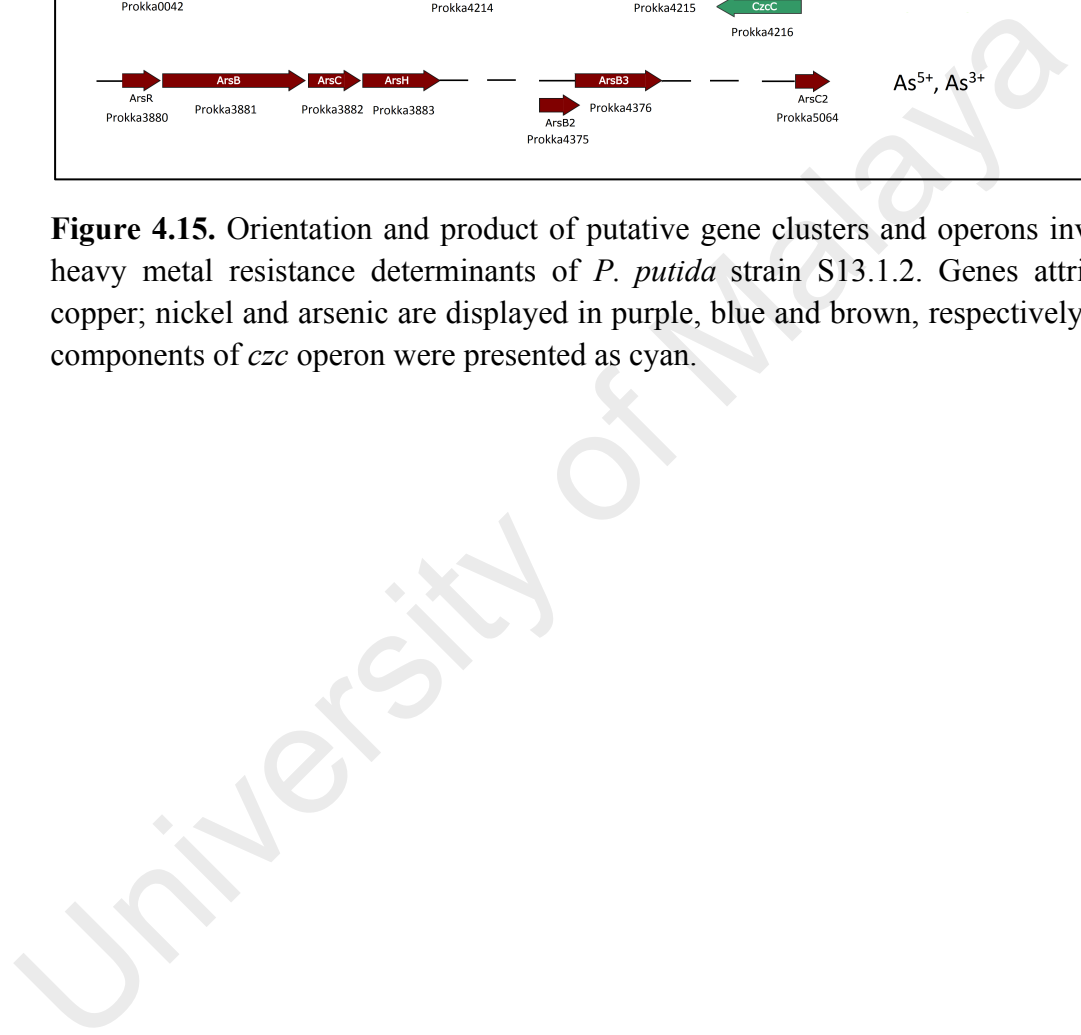 Prokka0042 Prokka4214 Prokka4215 CzcC
Prokka4216
ArsB ArsC ArsH ArsB3 As5+, As3+
ArsR ArsC2
Prokka3880 Prokka3881 Prokka3882 Prokka3883 Prokka4376 Prokka5064
ArsB2
Prokka4375
Figure 4.15. Orientation and product of putative gene clusters and operons inv
heavy metal resistance determinants of P. putida strain S13.1.2. Genes attri
copper; nickel and arsenic are displayed in purple, blue and brown, respectively
components of czc operon were presented as cyan.
University of Malaya